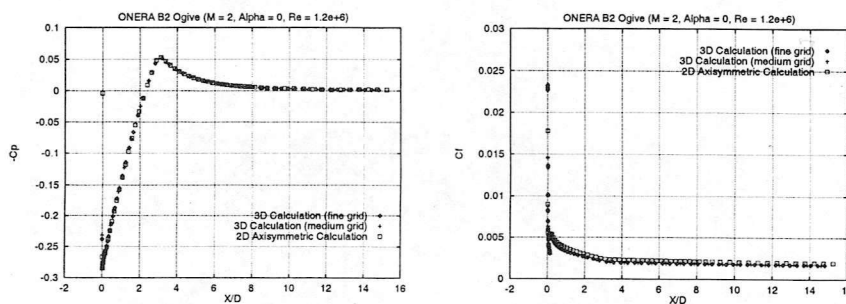 ONERA B2 Ogive (M = 2, Alpha = 0, Re = 1.2e+6)
0.1
0.05
0
-0.05
-0.1
-0.15
-0.2
-0.25
-0.3
-Cp
3D Calculation (fine grid)
3D Calculation (medium grid)
2D Axisymmetric Calculation
-2 0 2 4 6 8 10 12 14 16
X/D
ONERA B2 Ogive (M = 2, Alpha = 0, Re = 1.2e+6)
0.03
0.025
0.02
0.015
0.01
0.005
0
Cf
3D Calculation (fine grid)
3D Calculation (medium grid)
2D Axisymmetric Calculation
-2 0 2 4 6 8 10 12 14
X/D